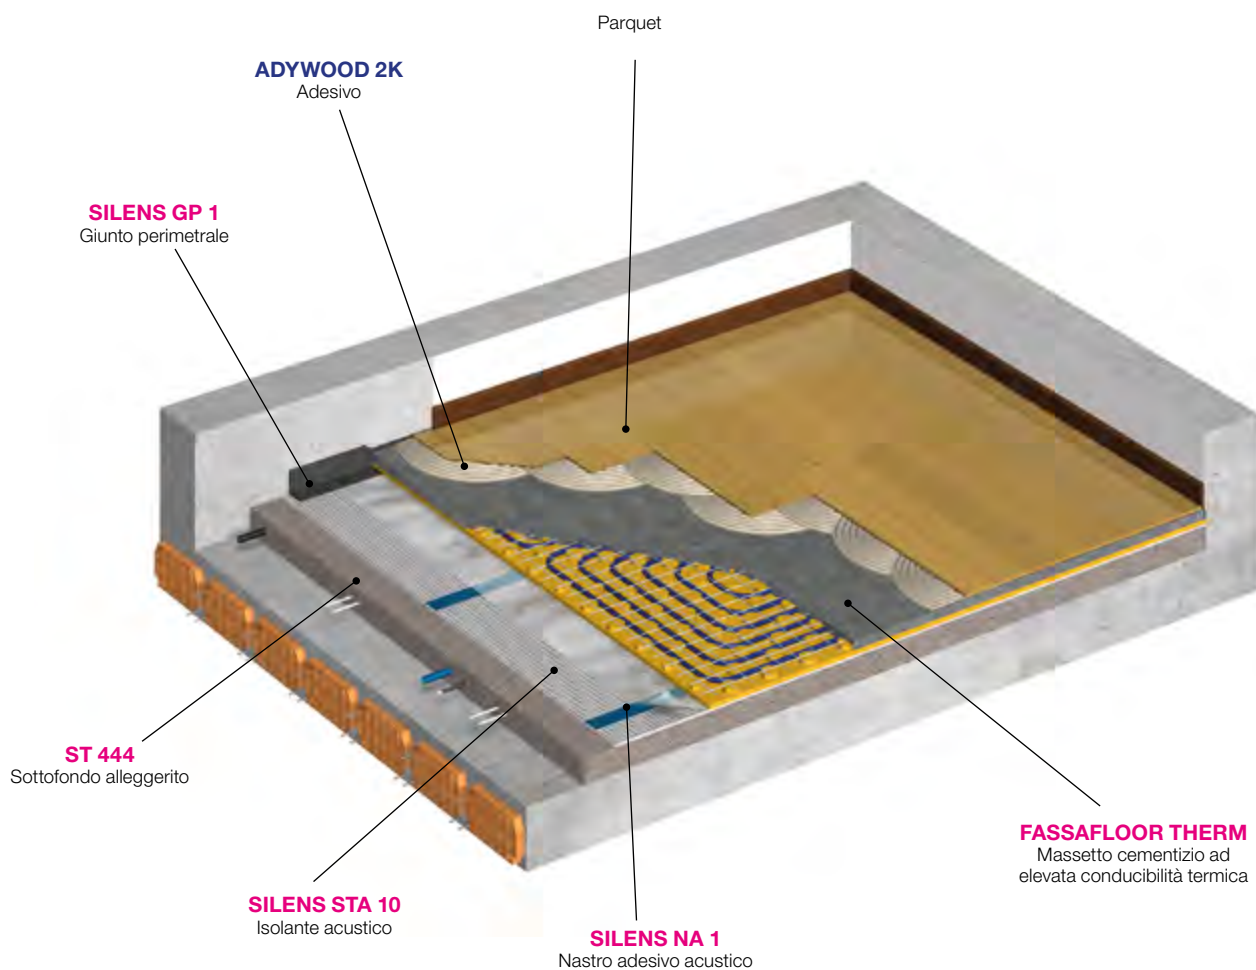 Parquet
ADYWOOD 2K
Adesivo
SILENS GP 1
Giunto perimetrale
ST 444
Sottofondo alleggerito
SILENS STA 10
Isolante acustico
SILENS NA 1
Nastro adesivo acustico
FASSAFLOOR THERM
Massetto cementizio ad
elevata conducibilità termica